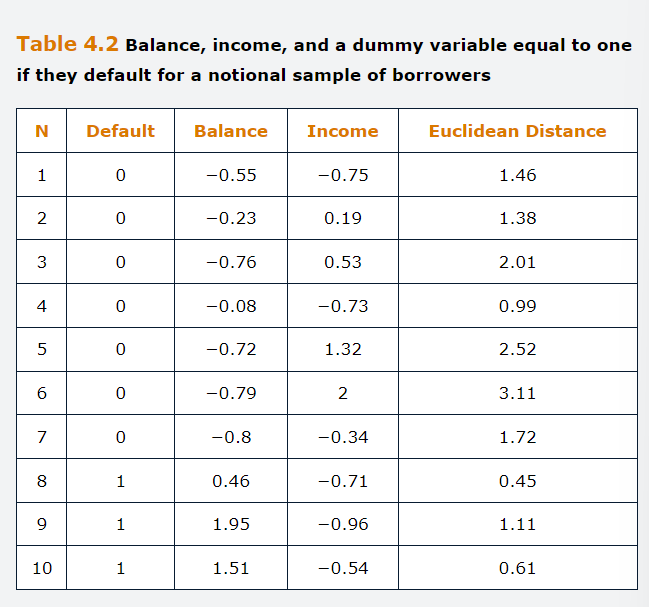 Table 4.2 Balance, income, and a dummy variable equal to one
if they default for a notional sample of borrowers
N Default Balance Income Euclidean Distance
1 0 −0.55 −0.75 1.46
2 0 −0.23 0.19 1.38
3 0 −0.76 0.53 2.01
4 0 −0.08 −0.73 0.99
5 0 −0.72 1.32 2.52
6 0 −0.79 2 3.11
7 0 −0.8 −0.34 1.72
8 1 0.46 −0.71 0.45
9 1 1.95 −0.96 1.11
10 1 1.51 −0.54 0.61